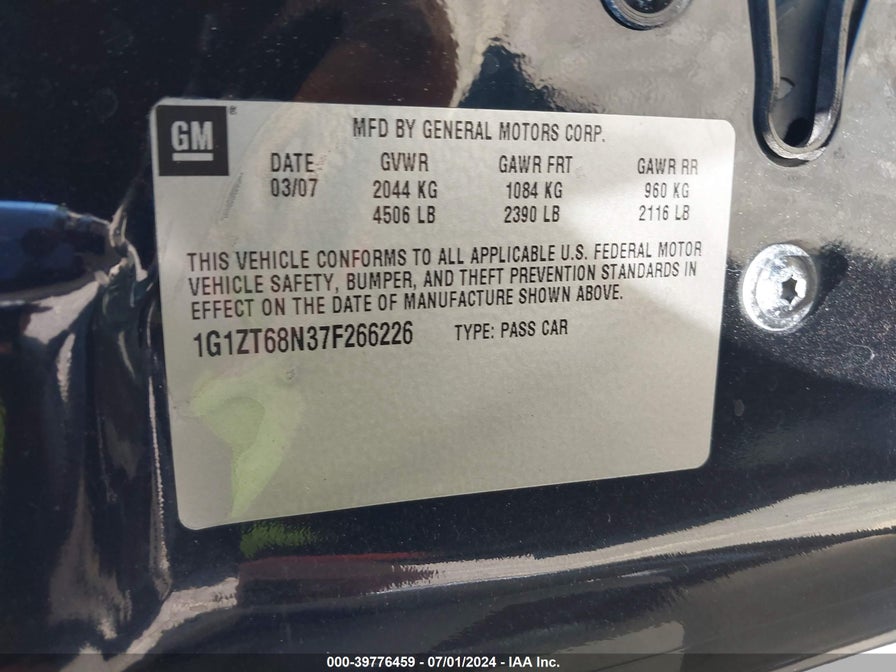 GM®
MFD BY GENERAL MOTORS CORP.
DATE GVWR GAWR FRT GAWR RR
03/07 2044 KG 1084 KG 960 KG
4506 LB 2390 LB 2116 LB
THIS VEHICLE CONFORMS TO ALL APPLICABLE U.S. FEDERAL MOTOR
VEHICLE SAFETY, BUMPER, AND THEFT PREVENTION STANDARDS IN
EFFECT ON THE DATE OF MANUFACTURE SHOWN ABOVE.
1G1ZT68N37F266226 TYPE: PASS CAR
000-39776459 - 07/01/2024 - IAA Inc.